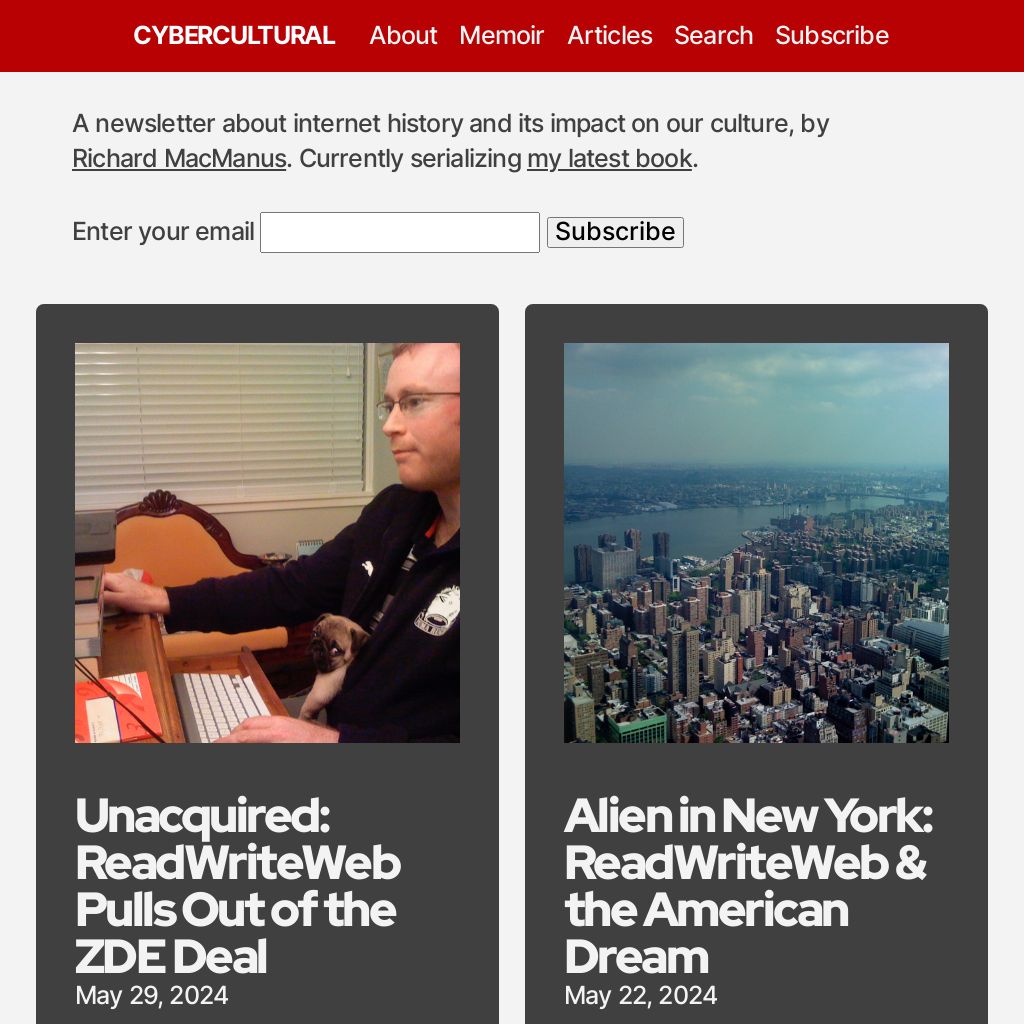 CYBERCULTURAL About Memoir Articles Search Subscribe
A newsletter about internet history and its impact on our culture, by
Richard MacManus. Currently serializing my latest book.
Enter your email Subscribe
Unacquired:
ReadWriteWeb
Pulls Out of the
ZDE Deal
May 29, 2024
Alien in New York:
ReadWriteWeb &
the American
Dream
May 22, 2024